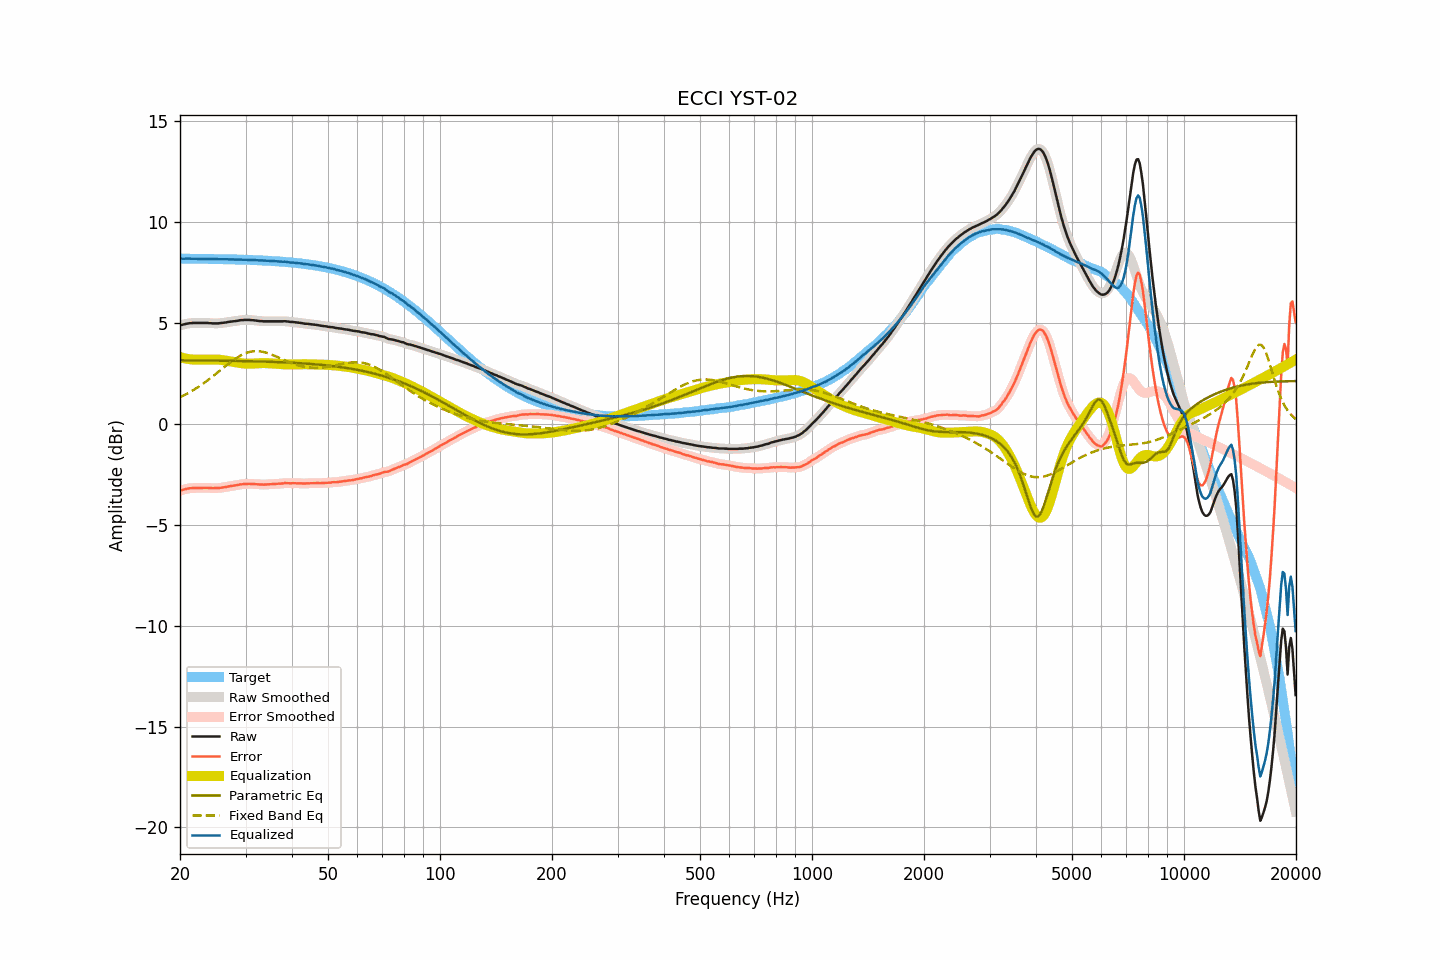 ECCI YST-02
15
10
5
0
−5
−10
−15
−20
Amplitude (dBr)
Target
Raw Smoothed
Error Smoothed
Raw
Error
Equalization
Parametric Eq
Fixed Band Eq
Equalized
20 50 100 200 500 1000 2000 5000 10000 20000
Frequency (Hz)